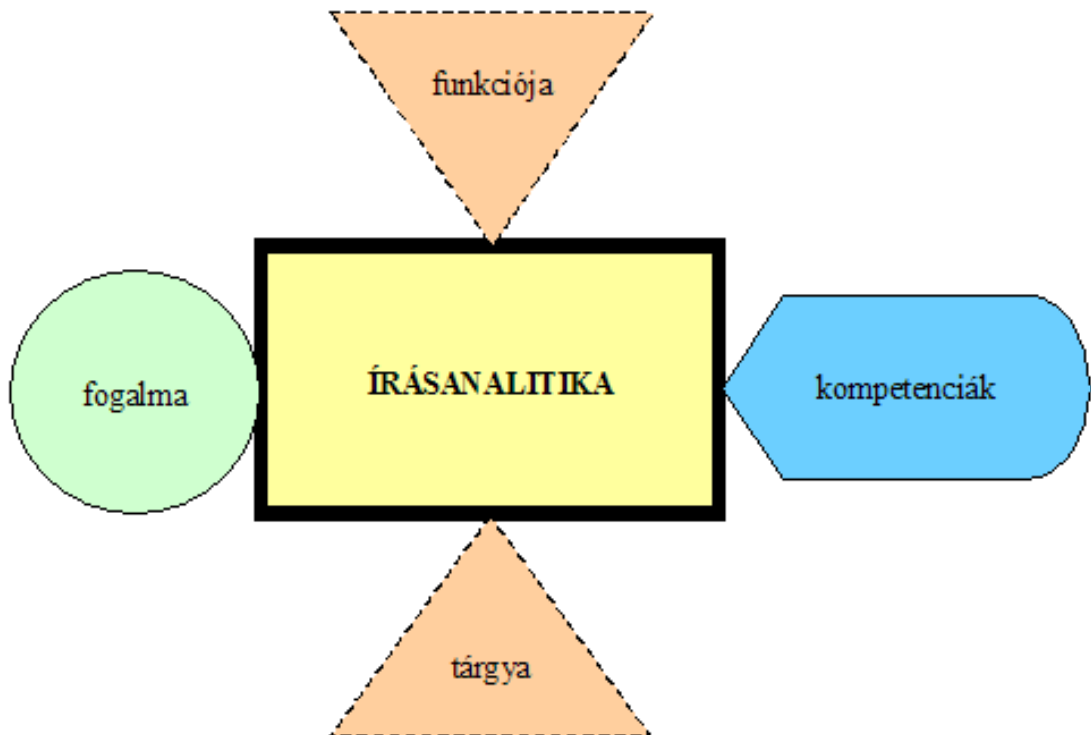 funkciója
fogalma
ÍRÁSANALITIKA
kompetenciák
tárgya